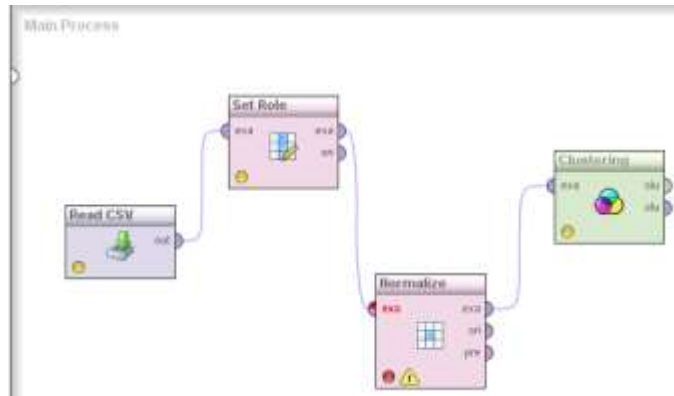 Main Process
Set Role
exa exa
ori
Clustering
exa clu
clu
Read CSV
out
Normalize
exa exa
ori
pre